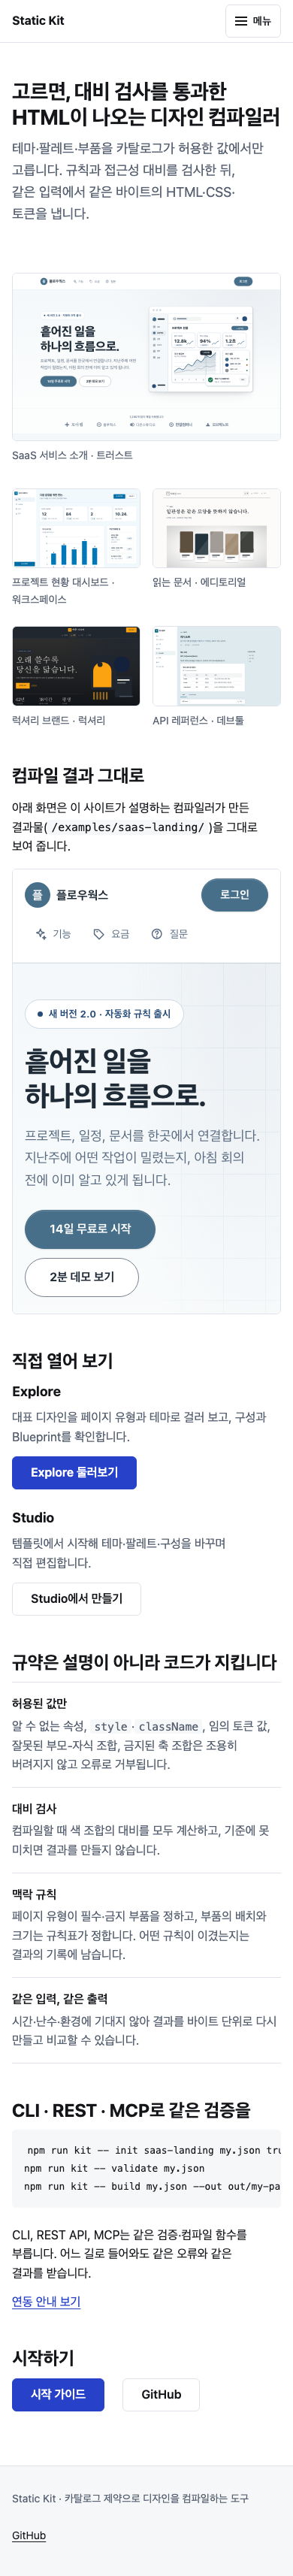 Static Kit
메뉴
고르면, 대비 검사를 통과한
HTML이 나오는 디자인 컴파일러
테마·팔레트·부품을 카탈로그가 허용한 값에서만
고릅니다. 규칙과 접근성 대비를 검사한 뒤,
같은 입력에서 같은 바이트의 HTML·CSS·
토큰을 냅니다.
플로우웍스
흩어진 일을
하나의 흐름으로.
SaaS 서비스 소개 · 트러스트
프로젝트 현황 대시보드 ·
워크스페이스
읽는 문서 · 에디토리얼
오래 쓸수록
당신을 닮습니다
럭셔리 브랜드 · 럭셔리
API 레퍼런스 · 데브툴
컴파일 결과 그대로
아래 화면은 이 사이트가 설명하는 컴파일러가 만든
결과물( /examples/saas-landing/ )을 그대로
보여 줍니다.
플 플로우웍스
로그인
기능 요금 질문
새 버전 2.0 · 자동화 규칙 출시
흩어진 일을
하나의 흐름으로.
프로젝트, 일정, 문서를 한곳에서 연결합니다.
지난주에 어떤 작업이 밀렸는지, 아침 회의
전에 이미 알고 있게 됩니다.
14일 무료로 시작
2분 데모 보기
직접 열어 보기
Explore
대표 디자인을 페이지 유형과 테마로 걸러 보고, 구성과
Blueprint를 확인합니다.
Explore 둘러보기
Studio
템플릿에서 시작해 테마·팔레트·구성을 바꾸며
직접 편집합니다.
Studio에서 만들기
규약은 설명이 아니라 코드가 지킵니다
허용된 값만
알 수 없는 속성, style · className , 임의 토큰 값,
잘못된 부모-자식 조합, 금지된 축 조합은 조용히
버려지지 않고 오류로 거부됩니다.
대비 검사
컴파일할 때 색 조합의 대비를 모두 계산하고, 기준에 못
미치면 결과를 만들지 않습니다.
맥락 규칙
페이지 유형이 필수·금지 부품을 정하고, 부품의 배치와
크기는 규칙표가 정합니다. 어떤 규칙이 이겼는지는
결과의 기록에 남습니다.
같은 입력, 같은 출력
시간·난수·환경에 기대지 않아 결과를 바이트 단위로 다시
만들고 비교할 수 있습니다.
CLI · REST · MCP로 같은 검증을
npm run kit -- init saas-landing my.json tru
npm run kit -- validate my.json
npm run kit -- build my.json --out out/my-pa
CLI, REST API, MCP는 같은 검증·컴파일 함수를
부릅니다. 어느 길로 들어와도 같은 오류와 같은
결과를 받습니다.
연동 안내 보기
시작하기
시작 가이드
GitHub
Static Kit · 카탈로그 제약으로 디자인을 컴파일하는 도구
GitHub